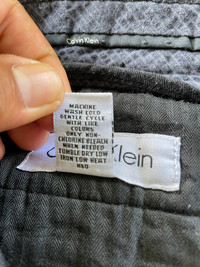 Calvin Klein
MACHINE
WASH COLD
GENTLE CYCLE
WITH LIKE
COLORS
ONLY NON-
CHLORINE BLEACH
WHEN NEEDED
TUMBLE DRY LOW
IRON LOW HEAT
Klein